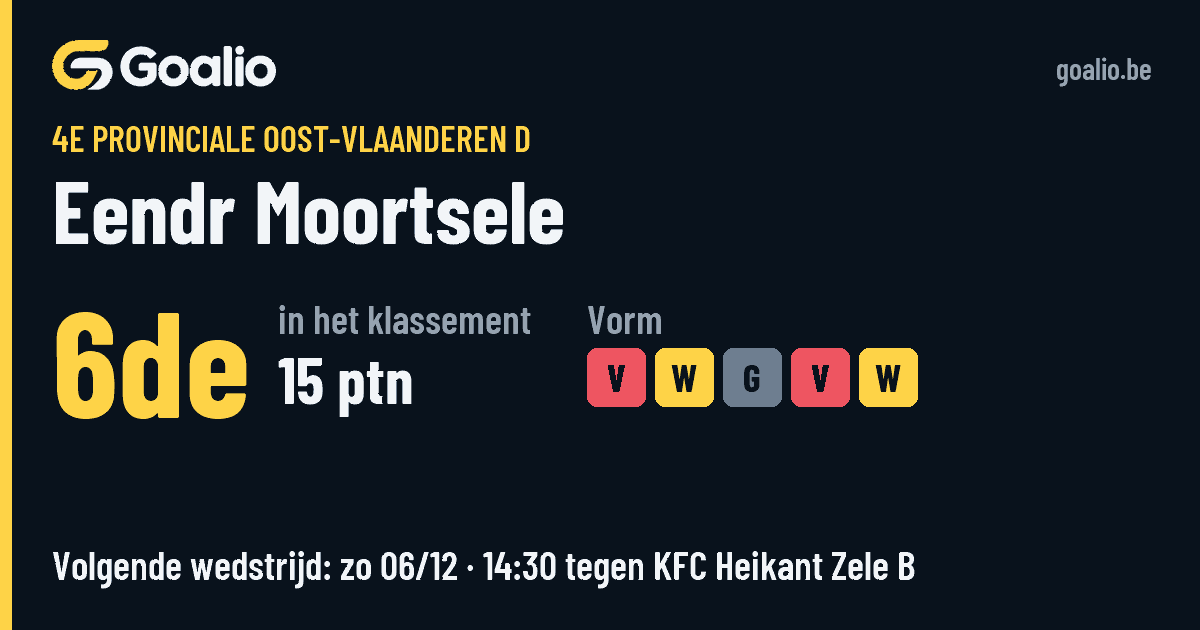 Goalio
goalio.be
4E PROVINCIALE OOST-VLAANDEREN D
Eendr Moortsele
6de
in het klassement
15 ptn
Vorm
V W G V W
Volgende wedstrijd: zo 06/12 · 14:30 tegen KFC Heikant Zele B